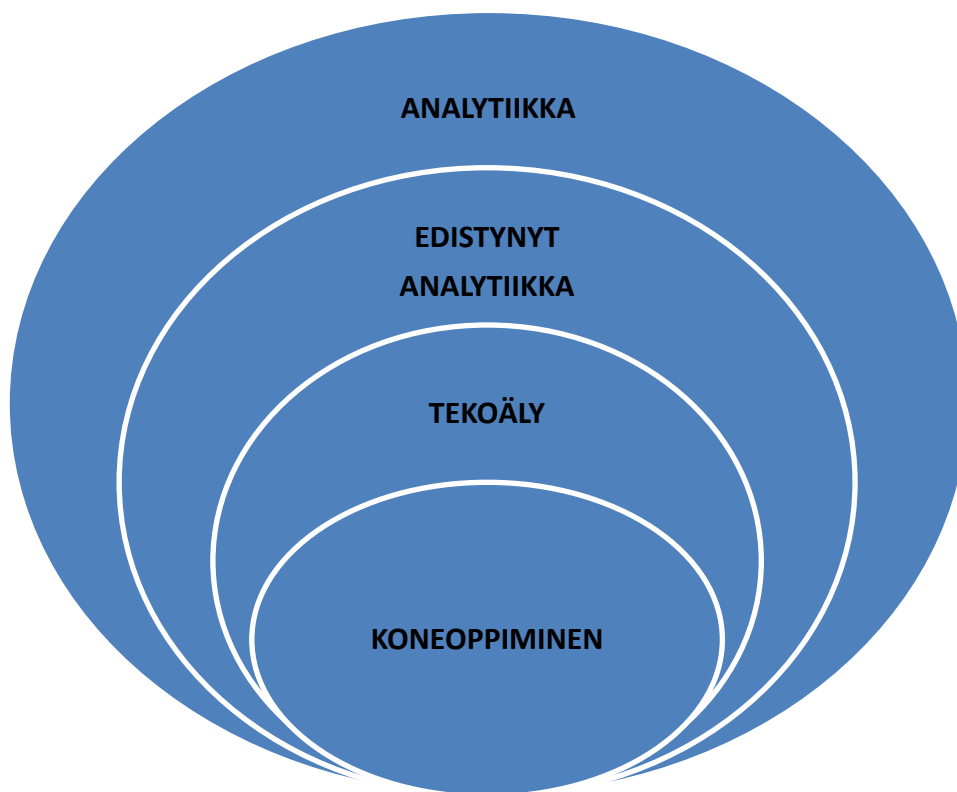 ANALYTIIKKA
EDISTYNYT
ANALYTIIKKA
TEKOÄLY
KONEOPPIMINEN